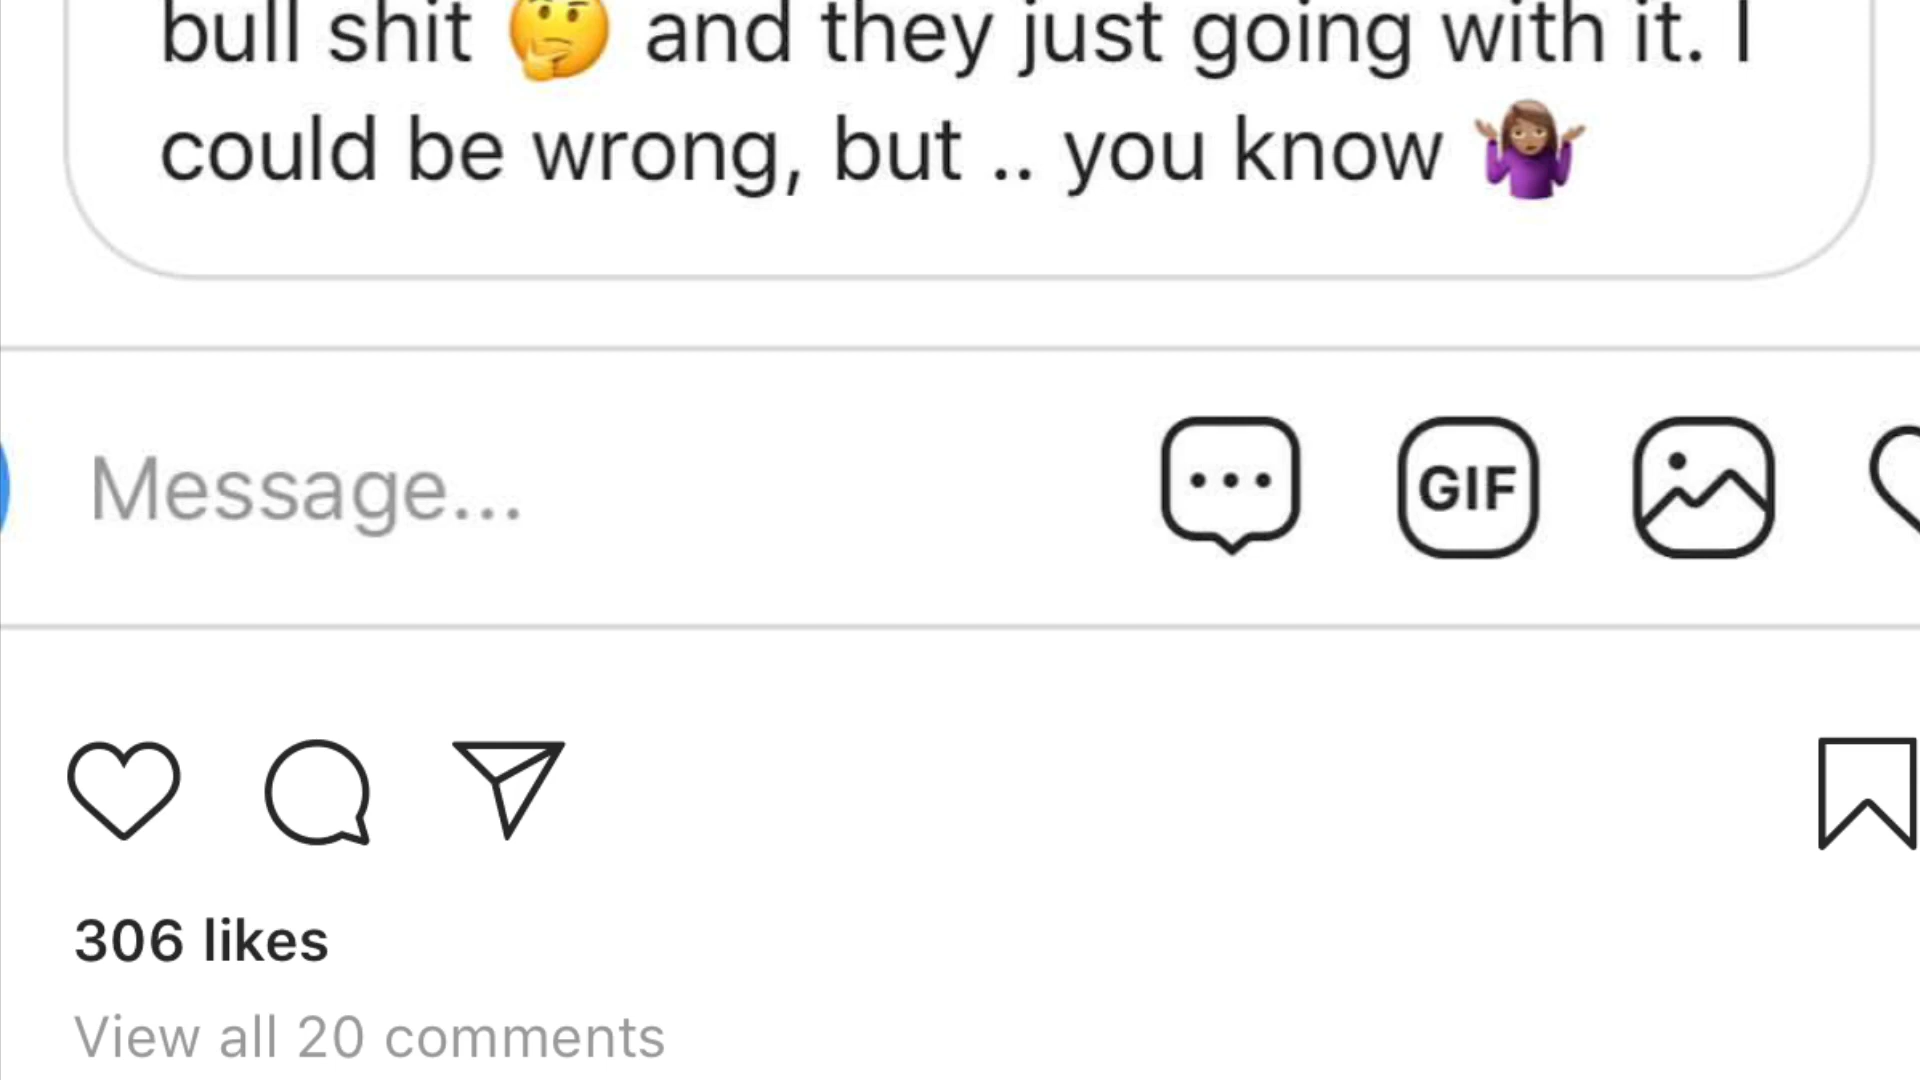 bull shit 🤔 and they just going with it. I
could be wrong, but .. you know 🤷🏽‍♀️
Message...
GIF
306 likes
View all 20 comments